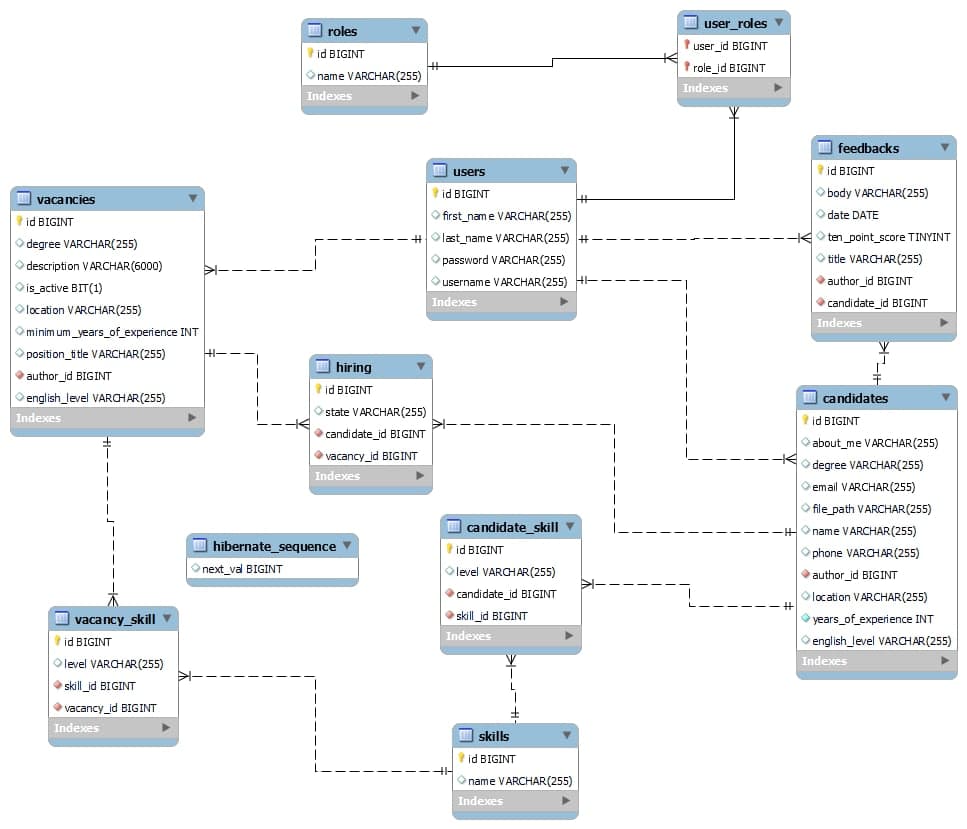 roles
id BIGINT
name VARCHAR(255)
Indexes
user_roles
user_id BIGINT
role_id BIGINT
Indexes
feedbacks
id BIGINT
body VARCHAR(255)
date DATE
ten_point_score TINYINT
title VARCHAR(255)
author_id BIGINT
candidate_id BIGINT
Indexes
users
id BIGINT
first_name VARCHAR(255)
last_name VARCHAR(255)
password VARCHAR(255)
username VARCHAR(255)
Indexes
vacancies
id BIGINT
degree VARCHAR(255)
description VARCHAR(6000)
is_active BIT(1)
location VARCHAR(255)
minimum_years_of_experience INT
position_title VARCHAR(255)
author_id BIGINT
english_level VARCHAR(255)
Indexes
hiring
id BIGINT
state VARCHAR(255)
candidate_id BIGINT
vacancy_id BIGINT
Indexes
candidates
id BIGINT
about_me VARCHAR(255)
degree VARCHAR(255)
email VARCHAR(255)
file_path VARCHAR(255)
name VARCHAR(255)
phone VARCHAR(255)
author_id BIGINT
location VARCHAR(255)
years_of_experience INT
english_level VARCHAR(255)
Indexes
candidate_skill
id BIGINT
level VARCHAR(255)
candidate_id BIGINT
skill_id BIGINT
Indexes
hibernate_sequence
next_val BIGINT
vacancy_skill
id BIGINT
level VARCHAR(255)
skill_id BIGINT
vacancy_id BIGINT
Indexes
skills
id BIGINT
name VARCHAR(255)
Indexes